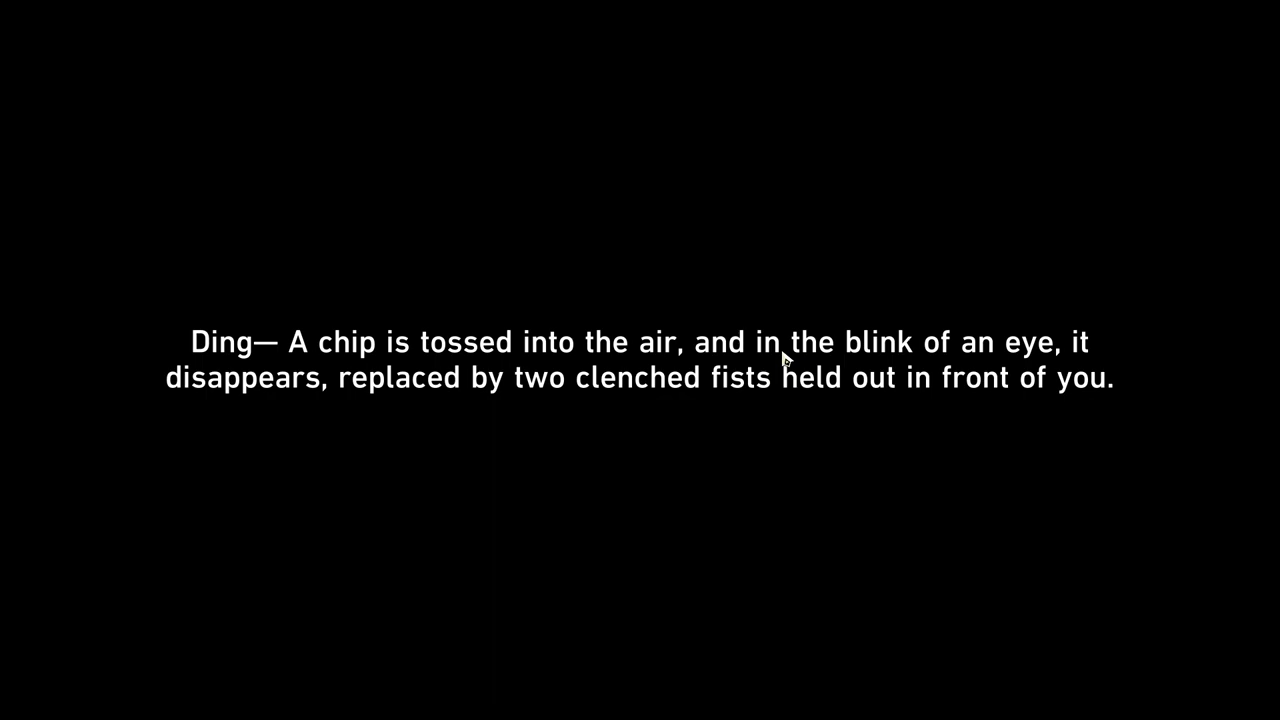 Ding— A chip is tossed into the air, and in the blink of an eye, it
disappears, replaced by two clenched fists held out in front of you.